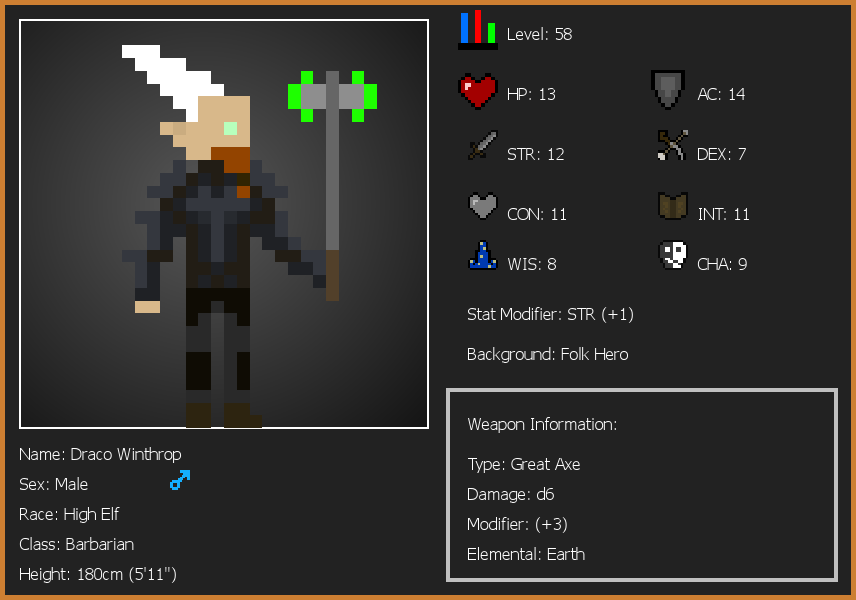 Level: 58
HP: 13
AC: 14
STR: 12
DEX: 7
CON: 11
INT: 11
WIS: 8
CHA: 9
Stat Modifier: STR (+1)
Background: Folk Hero
Weapon Information:
Type: Great Axe
Damage: d6
Modifier: (+3)
Elemental: Earth
Name: Draco Winthrop
Sex: Male
Race: High Elf
Class: Barbarian
Height: 180cm (5'11")